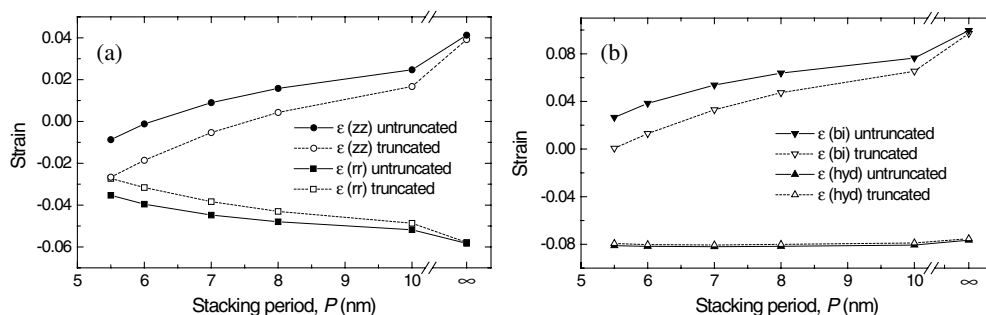 (a)
Strain
0.04
0.02
0.00
-0.02
-0.04
-0.06
ε (zz) untruncated
ε (zz) truncated
ε (rr) untruncated
ε (rr) truncated
5 6 7 8 9 10 ∞
Stacking period, P (nm)
(b)
Strain
0.08
0.04
0.00
-0.04
-0.08
ε (bi) untruncated
ε (bi) truncated
ε (hyd) untruncated
ε (hyd) truncated
5 6 7 8 9 10 ∞
Stacking period, P (nm)